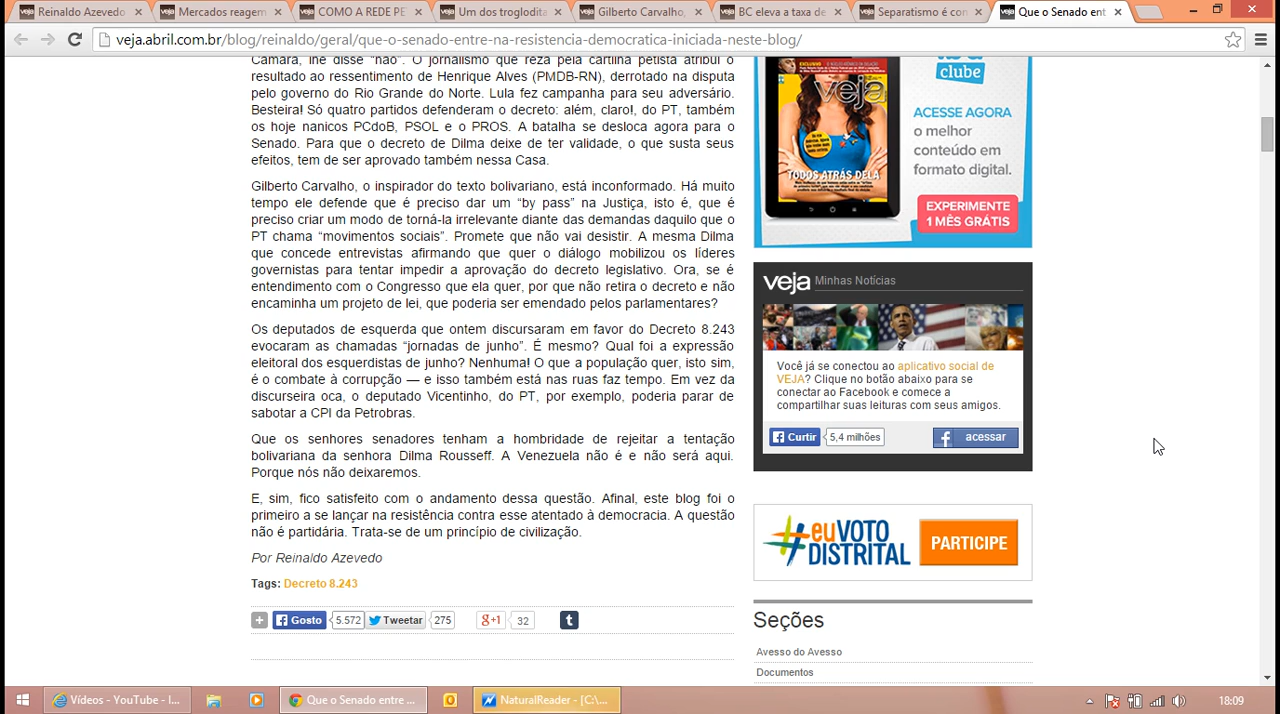 Reinaldo Azevedo
Mercados reagem
COMO A REDE PE
Um dos troglodita
Gilberto Carvalho,
BC eleva a taxa de
Separatismo é con
Que o Senado ent
veja.abril.com.br/blog/reinaldo/geral/que-o-senado-entre-na-resistencia-democratica-iniciada-neste-blog/
Câmara, lhe disse “não”. O jornalismo que reza pela cartilha petista atribui o
resultado ao ressentimento de Henrique Alves (PMDB-RN), derrotado na disputa
pelo governo do Rio Grande do Norte. Lula fez campanha para seu adversário.
Besteira! Só quatro partidos defenderam o decreto: além, claro!, do PT, também
os hoje nanicos PCdoB, PSOL e o PROS. A batalha se desloca agora para o
Senado. Para que o decreto de Dilma deixe de ter validade, o que susta seus
efeitos, tem de ser aprovado também nessa Casa.
Gilberto Carvalho, o inspirador do texto bolivariano, está inconformado. Há muito
tempo ele defende que é preciso dar um “by pass” na Justiça, isto é, que é
preciso haver um modo de torná-la irrelevante diante das demandas daquilo que o
PT chama “movimentos sociais”. Promete que não vai desistir. A mesma Dilma
que concede entrevistas afirmando que quer o diálogo mobilizou os líderes
governistas para tentar impedir a aprovação do decreto legislativo. Ora, se é
entendimento com o Congresso que ela quer, por que não retira o decreto e não
encaminha um projeto de lei, que poderia ser emendado pelos parlamentares?
Os deputados de esquerda que ontem discursaram em favor do Decreto 8.243
evocaram as chamadas “jornadas de junho”. É mesmo? Qual foi a expressão
eleitoral dos esquerdistas de junho? Nenhuma! O que a população quer, isto sim,
é o combate à corrupção — e isso também está nas ruas faz tempo. Em vez da
discurseira oca, o deputado Vicentinho, do PT, por exemplo, poderia parar de
sabotar a CPI da Petrobras.
Que os senhores senadores tenham a hombridade de rejeitar a tentação
bolivariana da senhora Dilma Rousseff. A Venezuela não é e não será aqui.
Porque nós não deixaremos.
E, sim, fico satisfeito com o andamento dessa questão. Afinal, este blog foi o
primeiro a se lançar na resistência contra esse atentado à democracia. A questão
não é partidária. Trata-se de um princípio de civilização.
Por Reinaldo Azevedo
Tags: Decreto 8.243
Gosto 5.572 Tweetar 275 g+1 32 t
clube
veja
TODOS ATRÁS DELA
ACESSE AGORA
o melhor
conteúdo em
formato digital.
EXPERIMENTE
1 MÊS GRÁTIS
veja Minhas Notícias
Você já se conectou ao aplicativo social de
VEJA? Clique no botão abaixo para se
conectar ao Facebook e comece a
compartilhar suas leituras com seus amigos.
Curtir 5,4 milhões acessar
#euVOTO
DISTRITAL
PARTICIPE
Seções
Avesso do Avesso
Documentos
Vídeos - YouTube - I...
Que o Senado entre ...
NaturalReader - [C:\...
18:09